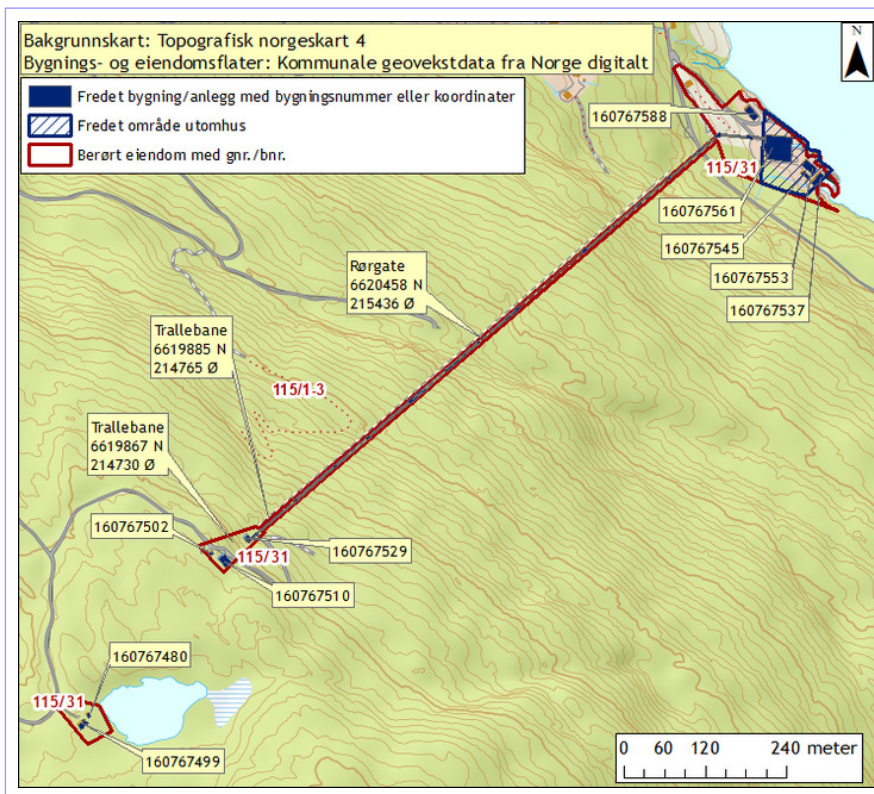 Bakgrunnskart: Topografisk norgeskart 4
Bygnings- og eiendomsflater: Kommunale geovekstdata fra Norge digitalt
N
Fredet bygning/anlegg med bygningsnummer eller koordinater
Fredet område utomhus
Berørt eiendom med gnr./bnr.
160767588
115/31
160767561
160767545
160767553
160767537
Rørgate
6620458 N
215436 Ø
Trallebane
6619885 N
214765 Ø
115/1-3
Trallebane
6619867 N
214730 Ø
160767502
115/31
160767529
160767510
160767480
115/31
160767499
0 60 120 240 meter